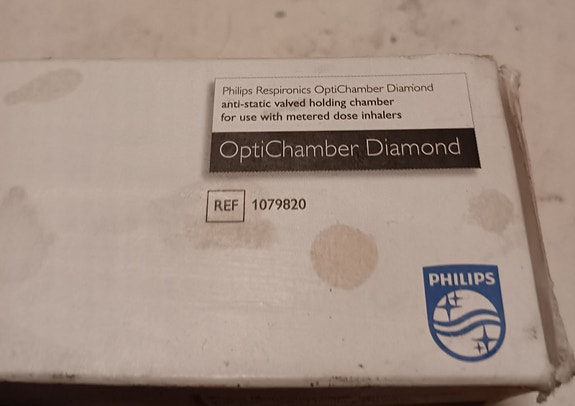 Philips Respironics OptiChamber Diamond
anti-static valved holding chamber
for use with metered dose inhalers
OptiChamber Diamond
REF 1079820
PHILIPS